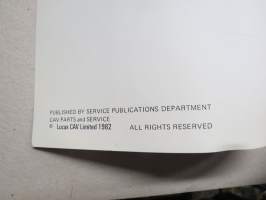 PUBLISHED BY SERVICE PUBLICATIONS DEPARTMENT
CAV PARTS and SERVICE
© Lucas CAV Limited 1982 ALL RIGHTS RESERVED